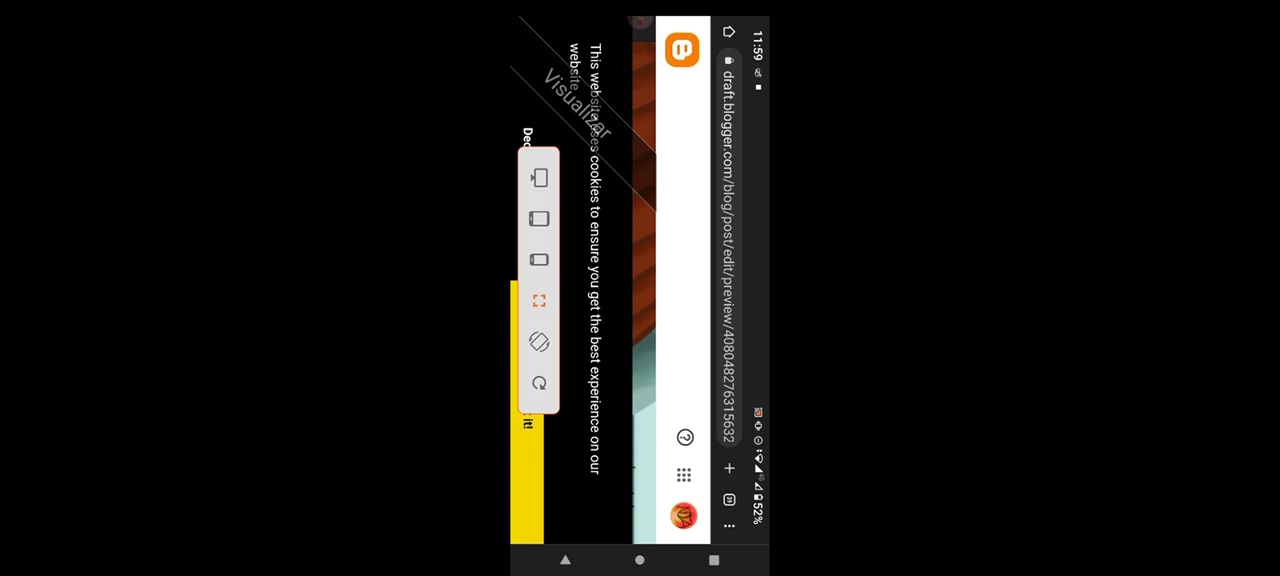 11:59
52%
draft.blogger.com/blog/post/edit/preview/4080482763156​32
Visualizar
This website uses cookies to ensure you get the best experience on our
website.
it!